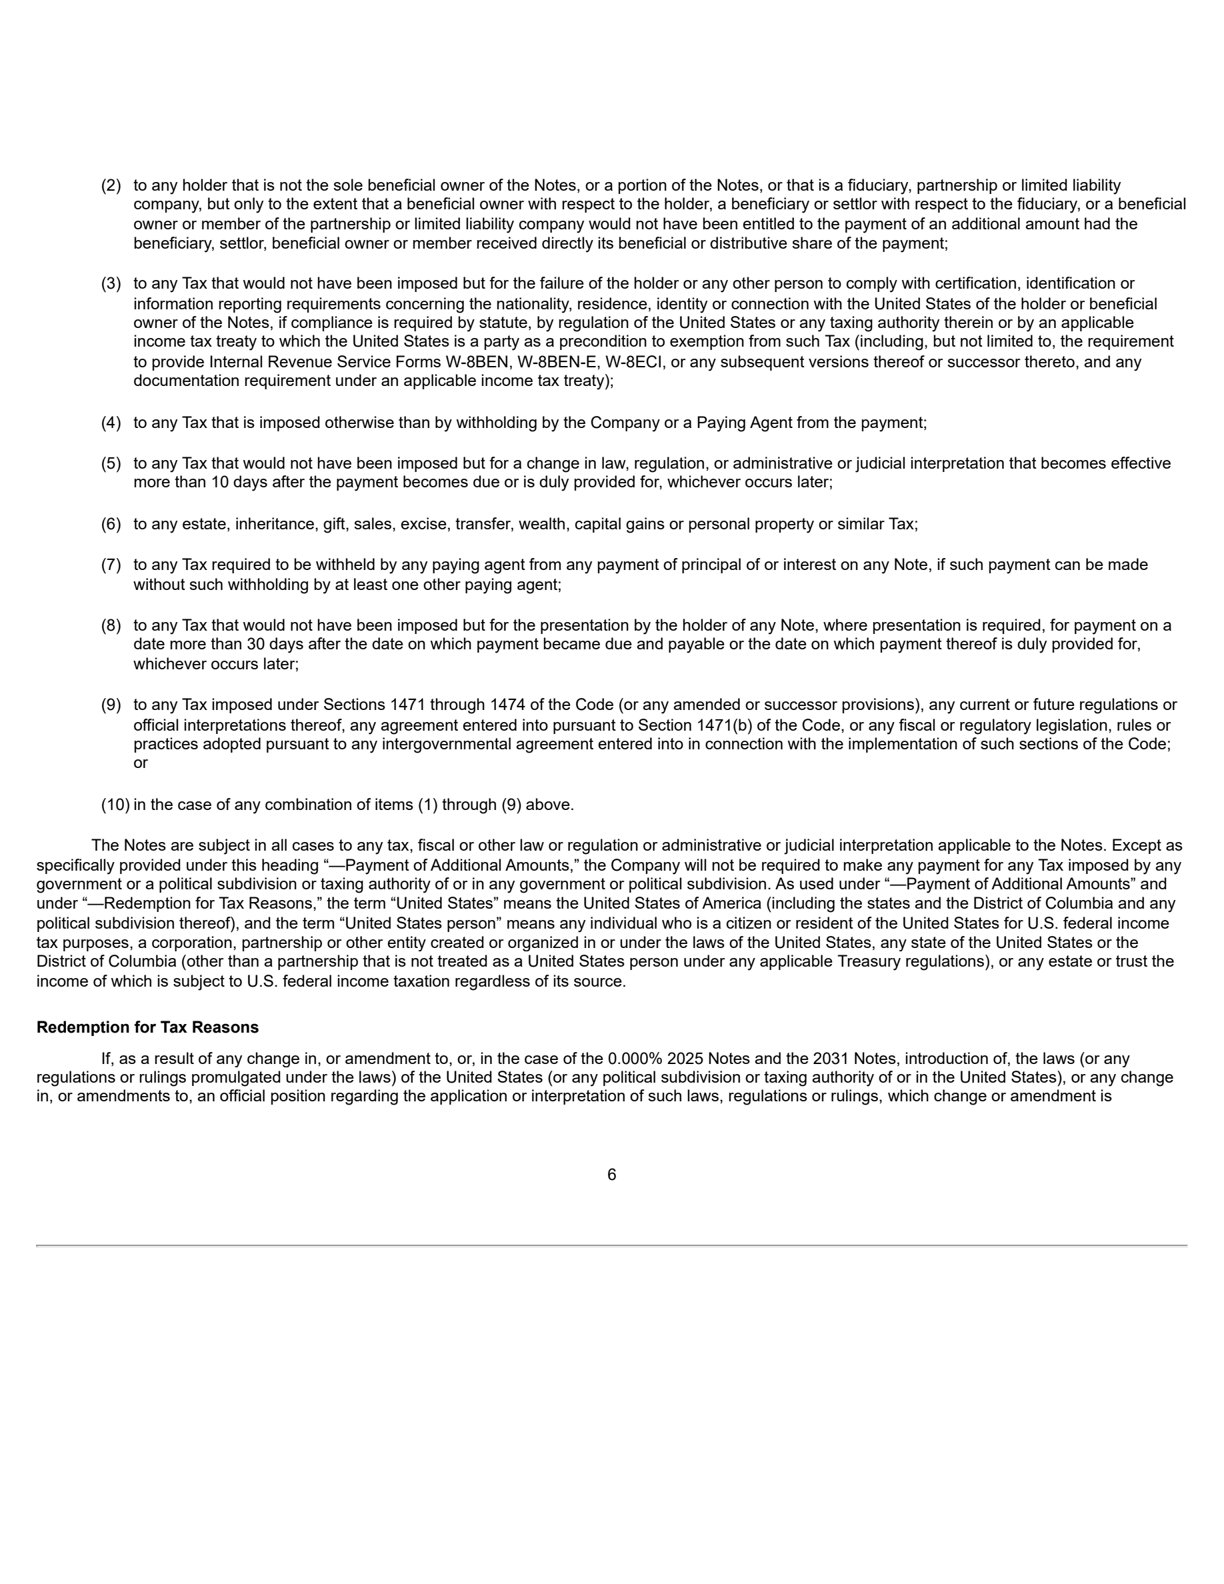 (2) to any holder that is not the sole beneficial owner of the Notes, or a portion of the Notes, or that is a fiduciary, partnership or limited liability
company, but only to the extent that a beneficial owner with respect to the holder, a beneficiary or settlor with respect to the fiduciary, or a beneficial
owner or member of the partnership or limited liability company would not have been entitled to the payment of an additional amount had the
beneficiary, settlor, beneficial owner or member received directly its beneficial or distributive share of the payment;
(3) to any Tax that would not have been imposed but for the failure of the holder or any other person to comply with certification, identification or
information reporting requirements concerning the nationality, residence, identity or connection with the United States of the holder or beneficial
owner of the Notes, if compliance is required by statute, by regulation of the United States or any taxing authority therein or by an applicable
income tax treaty to which the United States is a party as a precondition to exemption from such Tax (including, but not limited to, the requirement
to provide Internal Revenue Service Forms W-8BEN, W-8BEN-E, W-8ECI, or any subsequent versions thereof or successor thereto, and any
documentation requirement under an applicable income tax treaty);
(4) to any Tax that is imposed otherwise than by withholding by the Company or a Paying Agent from the payment;
(5) to any Tax that would not have been imposed but for a change in law, regulation, or administrative or judicial interpretation that becomes effective
more than 10 days after the payment becomes due or is duly provided for, whichever occurs later;
(6) to any estate, inheritance, gift, sales, excise, transfer, wealth, capital gains or personal property or similar Tax;
(7) to any Tax required to be withheld by any paying agent from any payment of principal of or interest on any Note, if such payment can be made
without such withholding by at least one other paying agent;
(8) to any Tax that would not have been imposed but for the presentation by the holder of any Note, where presentation is required, for payment on a
date more than 30 days after the date on which payment became due and payable or the date on which payment thereof is duly provided for,
whichever occurs later;
(9) to any Tax imposed under Sections 1471 through 1474 of the Code (or any amended or successor provisions), any current or future regulations or
official interpretations thereof, any agreement entered into pursuant to Section 1471(b) of the Code, or any fiscal or regulatory legislation, rules or
practices adopted pursuant to any intergovernmental agreement entered into in connection with the implementation of such sections of the Code;
or
(10) in the case of any combination of items (1) through (9) above.
The Notes are subject in all cases to any tax, fiscal or other law or regulation or administrative or judicial interpretation applicable to the Notes. Except as
specifically provided under this heading “—Payment of Additional Amounts,” the Company will not be required to make any payment for any Tax imposed by any
government or a political subdivision or taxing authority of or in any government or political subdivision. As used under “—Payment of Additional Amounts” and
under “—Redemption for Tax Reasons,” the term “United States” means the United States of America (including the states and the District of Columbia and any
political subdivision thereof), and the term “United States person” means any individual who is a citizen or resident of the United States for U.S. federal income
tax purposes, a corporation, partnership or other entity created or organized in or under the laws of the United States, any state of the United States or the
District of Columbia (other than a partnership that is not treated as a United States person under any applicable Treasury regulations), or any estate or trust the
income of which is subject to U.S. federal income taxation regardless of its source.
Redemption for Tax Reasons
If, as a result of any change in, or amendment to, or, in the case of the 0.000% 2025 Notes and the 2031 Notes, introduction of, the laws (or any
regulations or rulings promulgated under the laws) of the United States (or any political subdivision or taxing authority of or in the United States), or any change
in, or amendments to, an official position regarding the application or interpretation of such laws, regulations or rulings, which change or amendment is
6